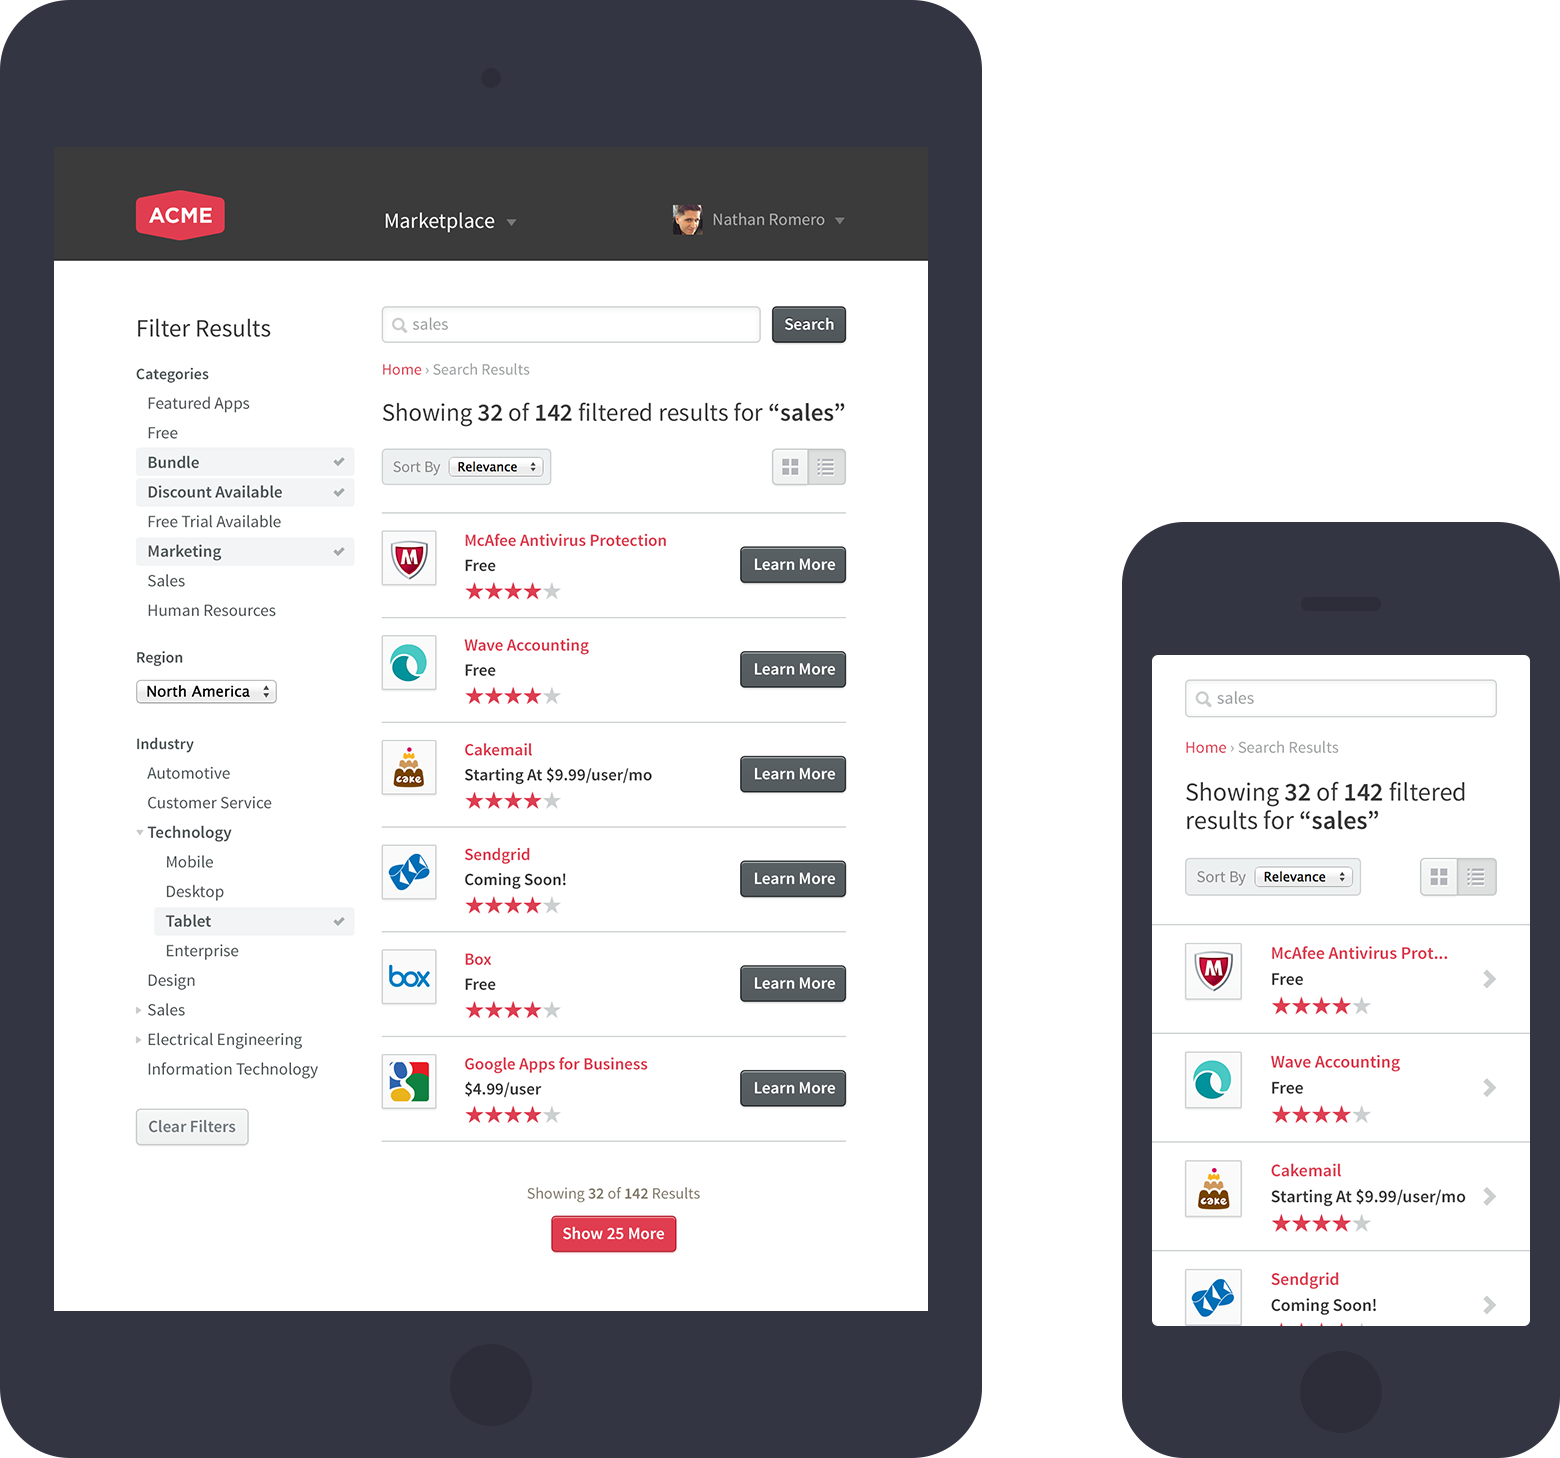 ACME
Marketplace
Nathan Romero
Filter Results
Categories
Featured Apps
Free
Bundle
Discount Available
Free Trial Available
Marketing
Sales
Human Resources
Region
North America
Industry
Automotive
Customer Service
Technology
Mobile
Desktop
Tablet
Enterprise
Design
Sales
Electrical Engineering
Information Technology
Clear Filters
sales
Search
Home › Search Results
Showing 32 of 142 filtered results for “sales”
Sort By Relevance
M
McAfee Antivirus Protection
Free
Learn More
Wave Accounting
Free
Learn More
cake
Cakemail
Starting At $9.99/user/mo
Learn More
Sendgrid
Coming Soon!
Learn More
box
Box
Free
Learn More
g
Google Apps for Business
$4.99/user
Learn More
Showing 32 of 142 Results
Show 25 More
sales
Home › Search Results
Showing 32 of 142 filtered
results for “sales”
Sort By Relevance
M
McAfee Antivirus Prot...
Free
Wave Accounting
Free
cake
Cakemail
Starting At $9.99/user/mo
Sendgrid
Coming Soon!